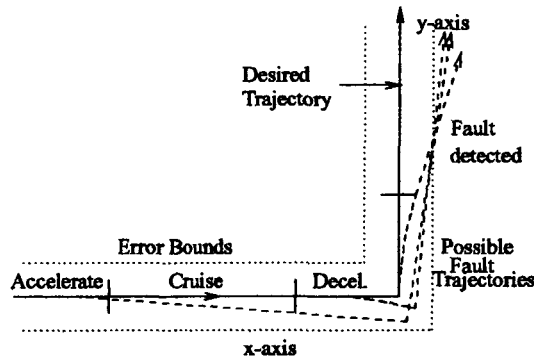 y-axis
Desired
Trajectory
Fault
detected
Error Bounds
Possible
Fault
Trajectories
Accelerate
Cruise
Decel.
x-axis